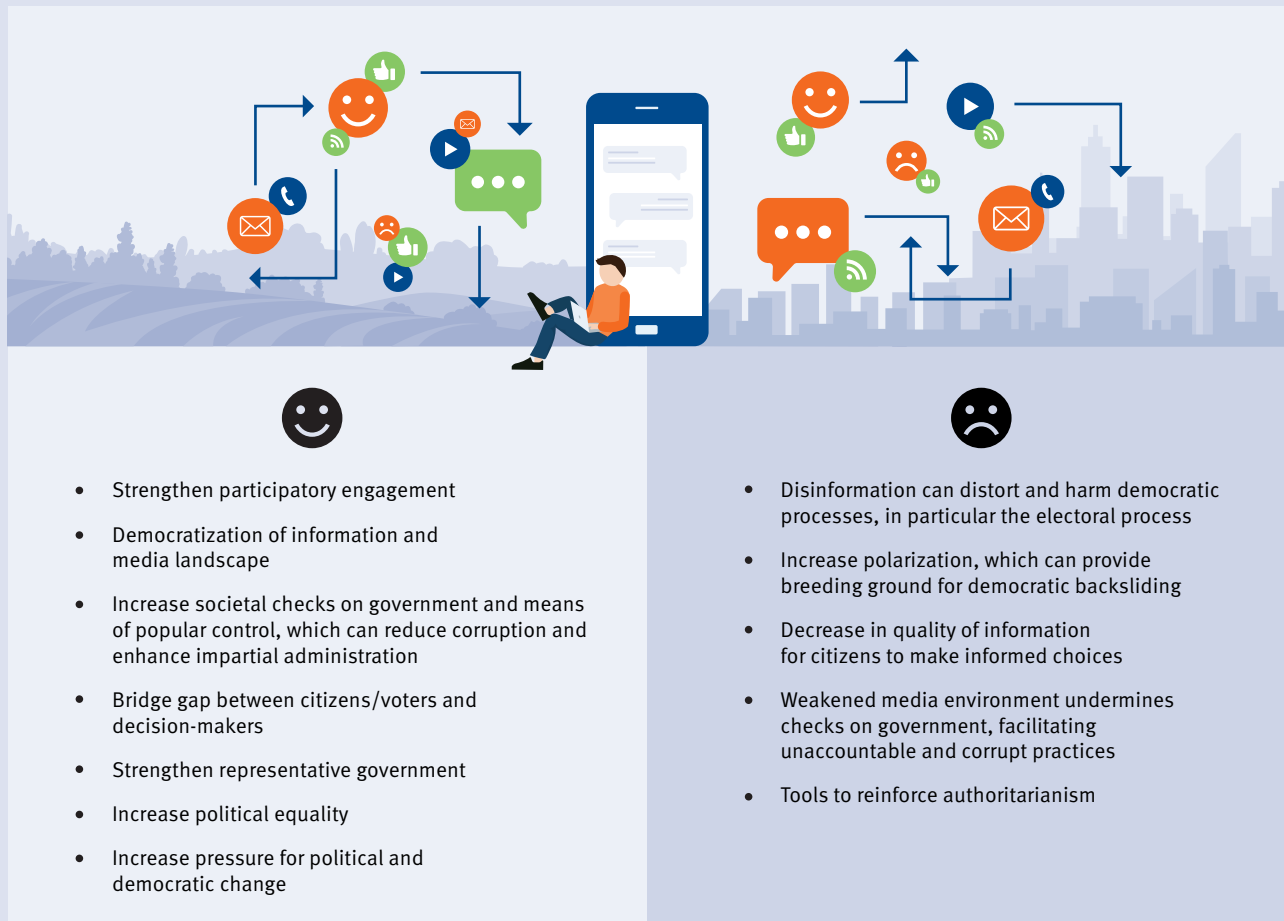 • Strengthen participatory engagement
• Democratization of information and
media landscape
• Increase societal checks on government and means
of popular control, which can reduce corruption and
enhance impartial administration
• Bridge gap between citizens/voters and
decision-makers
• Strengthen representative government
• Increase political equality
• Increase pressure for political and
democratic change
• Disinformation can distort and harm democratic
processes, in particular the electoral process
• Increase polarization, which can provide
breeding ground for democratic backsliding
• Decrease in quality of information
for citizens to make informed choices
• Weakened media environment undermines
checks on government, facilitating
unaccountable and corrupt practices
• Tools to reinforce authoritarianism